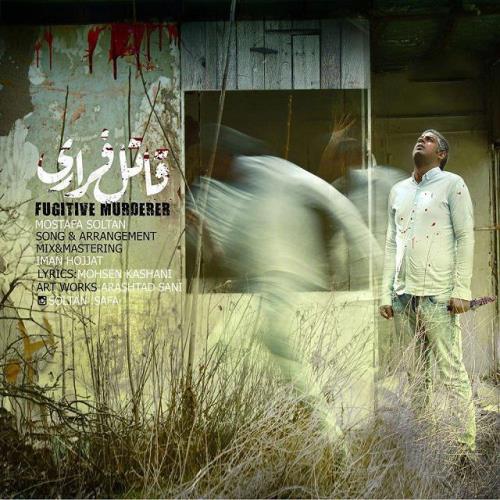 قاتل فراری
FUGITIVE MURDERER
MOSTAFA SOLTAN
SONG & ARRANGEMENT
MIX&MASTERING
IMAN HOJJAT
LYRICS:MOHSEN KASHANI
ART WORKS:ARASHTAD SANI
SOLTAN_SAFA